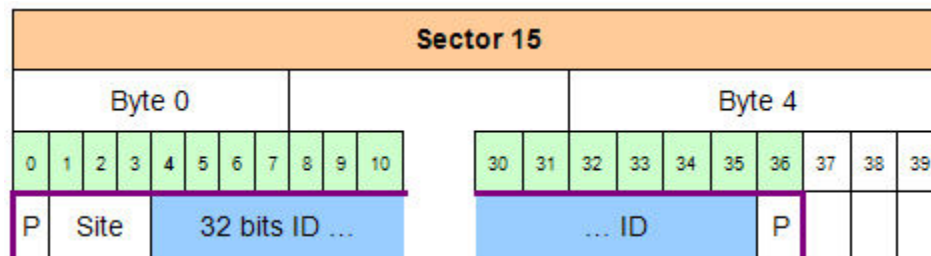 Sector 15
Byte 0 Byte 4
0 1 2 3 4 5 6 7 8 9 10 30 31 32 33 34 35 36 37 38 39
P Site 32 bits ID ... ... ID P